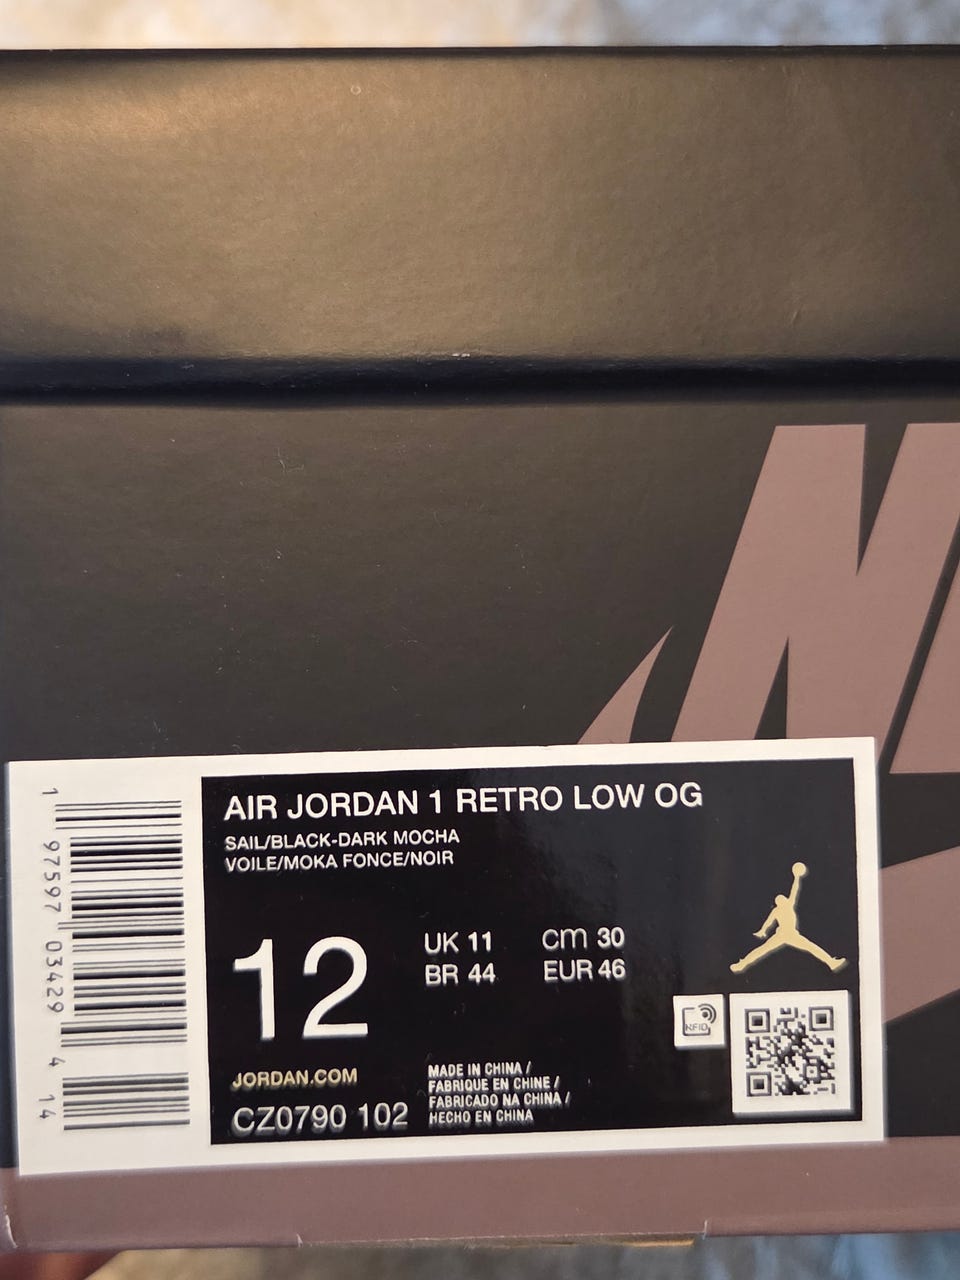 AIR JORDAN 1 RETRO LOW OG
SAIL/BLACK-DARK MOCHA
VOILE/MOKA FONCE/NOIR
12
UK 11 cm 30
BR 44 EUR 46
RFID
JORDAN.COM
CZ0790 102
MADE IN CHINA /
FABRIQUE EN CHINE /
FABRICADO NA CHINA /
HECHO EN CHINA
1 97597 03429 4 14